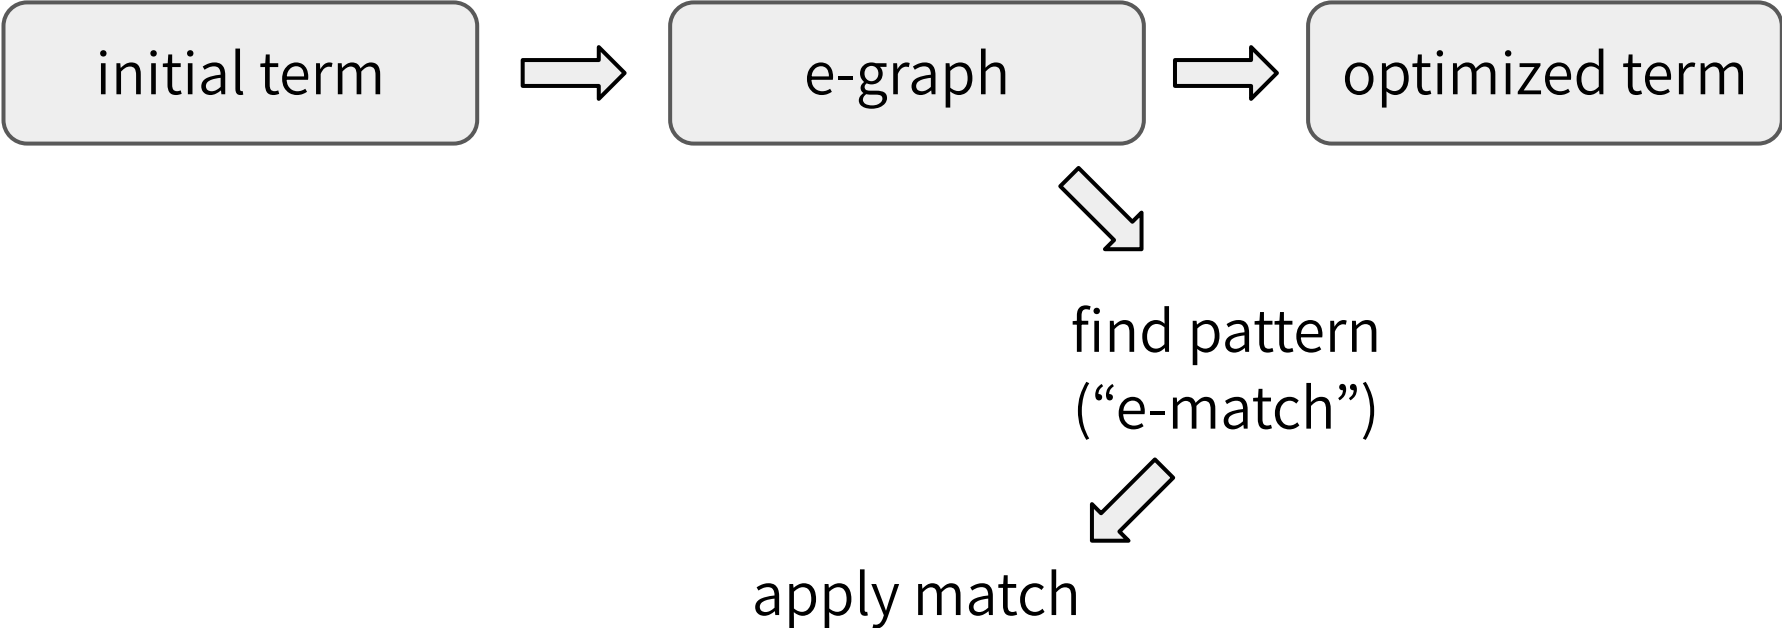 initial term
e-graph
optimized term
find pattern
(“e-match”)
apply match